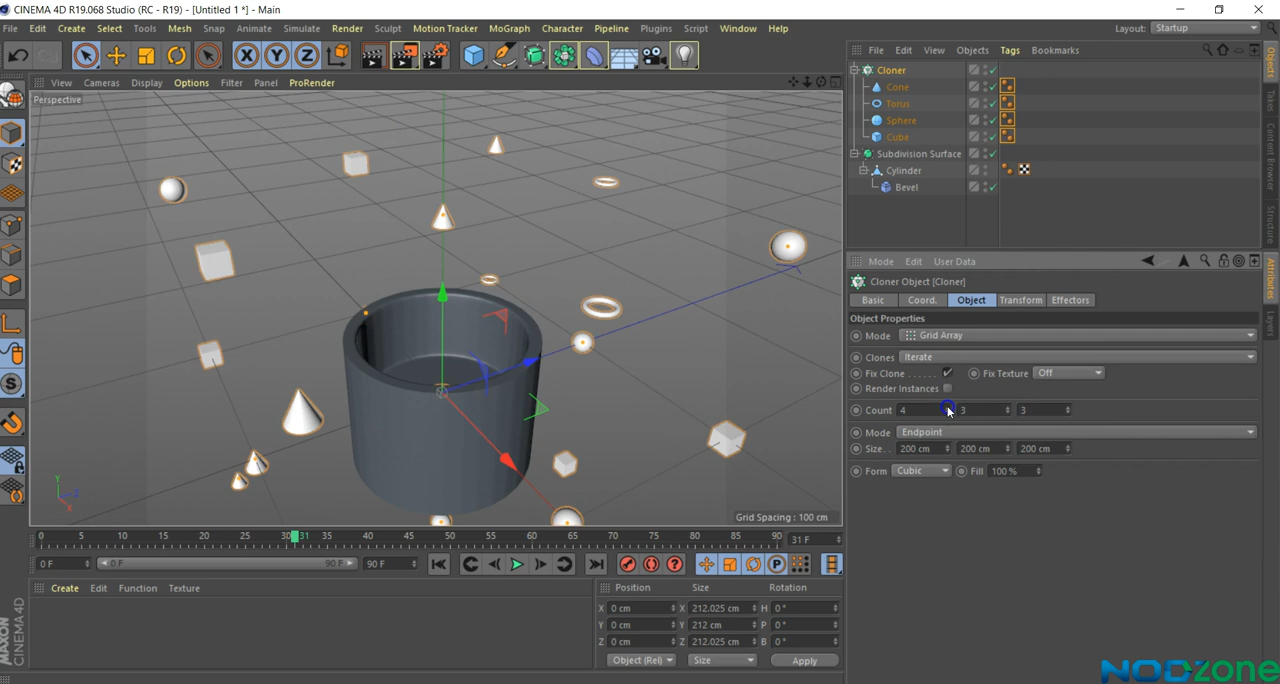 CINEMA 4D R19.068 Studio (RC - R19) - [Untitled 1 *] - Main
File Edit Create Select Tools Mesh Snap Animate Simulate Render Sculpt Motion Tracker MoGraph Character Pipeline Plugins Script Window Help Layout: Startup
X Y Z
View Cameras Display Options Filter Panel ProRender
File Edit View Objects Tags Bookmarks
Perspective
Cloner
Cone
Torus
Sphere
Cube
Subdivision Surface
Cylinder
Bevel
Objects
Takes
Content Browser
Structure
Mode Edit User Data
Cloner Object [Cloner]
Basic Coord. Object Transform Effectors
Object Properties
Mode Grid Array
Clones Iterate
Fix Clone . . . . . . Fix Texture Off
Render Instances
Count 4 3 3
Mode Endpoint
Size. . 200 cm 200 cm 200 cm
Form Cubic Fill 100 %
Attributes
Layers
Y
Z
X
Grid Spacing : 100 cm
0 5 10 15 20 25 30 31 35 40 45 50 55 60 65 70 75 80 85 90 31 F
0 F 0 F 90 F 90 F
P
Create Edit Function Texture
Position Size Rotation
X 0 cm X 212.025 cm H 0 °
Y 0 cm Y 212 cm P 0 °
Z 0 cm Z 212.025 cm B 0 °
Object (Rel) Size Apply
MAXON
CINEMA 4D
NODZone